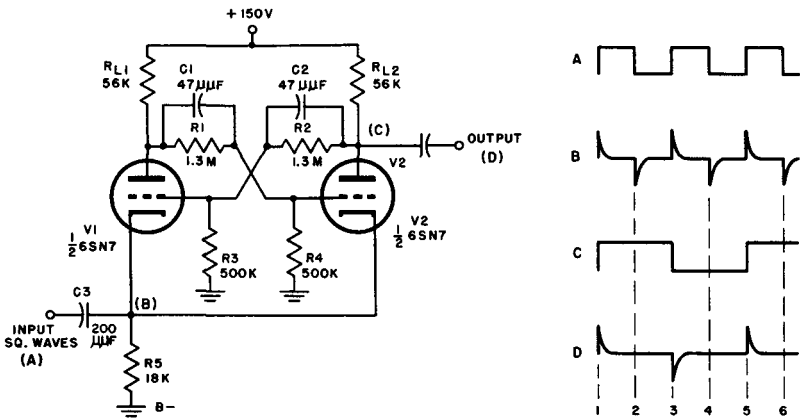 +150V
RL1
56K
C1
47μμF
R1
1.3M
C2
47μμF
R2
1.3M
RL2
56K
(C)
OUTPUT
(D)
V2
V1
1/2 6SN7
V2
1/2 6SN7
R3
500K
R4
500K
C3
200
μμF
(B)
INPUT
SQ. WAVES
(A)
R5
18K
B-
A
B
C
D
1 2 3 4 5 6